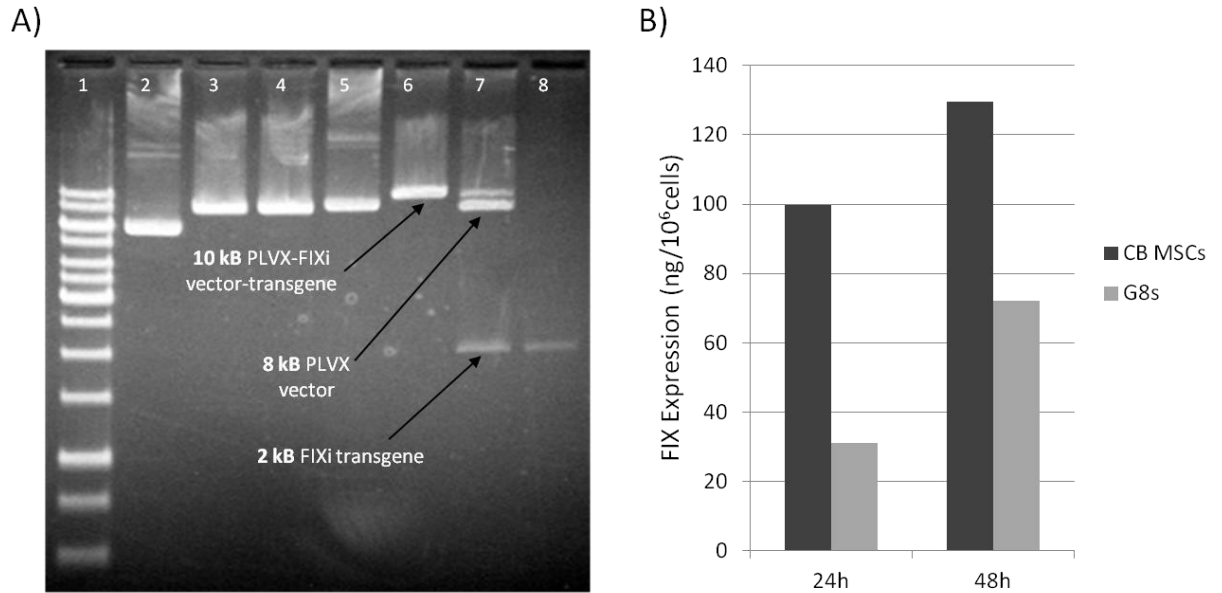 A)
1 2 3 4 5 6 7 8
10 kB PLVX-FIXi
vector-transgene
8 kB PLVX
vector
2 kB FIXi transgene
B)
FIX Expression (ng/10⁶cells)
140
120
100
80
60
40
20
0
24h 48h
CB MSCs
G8s